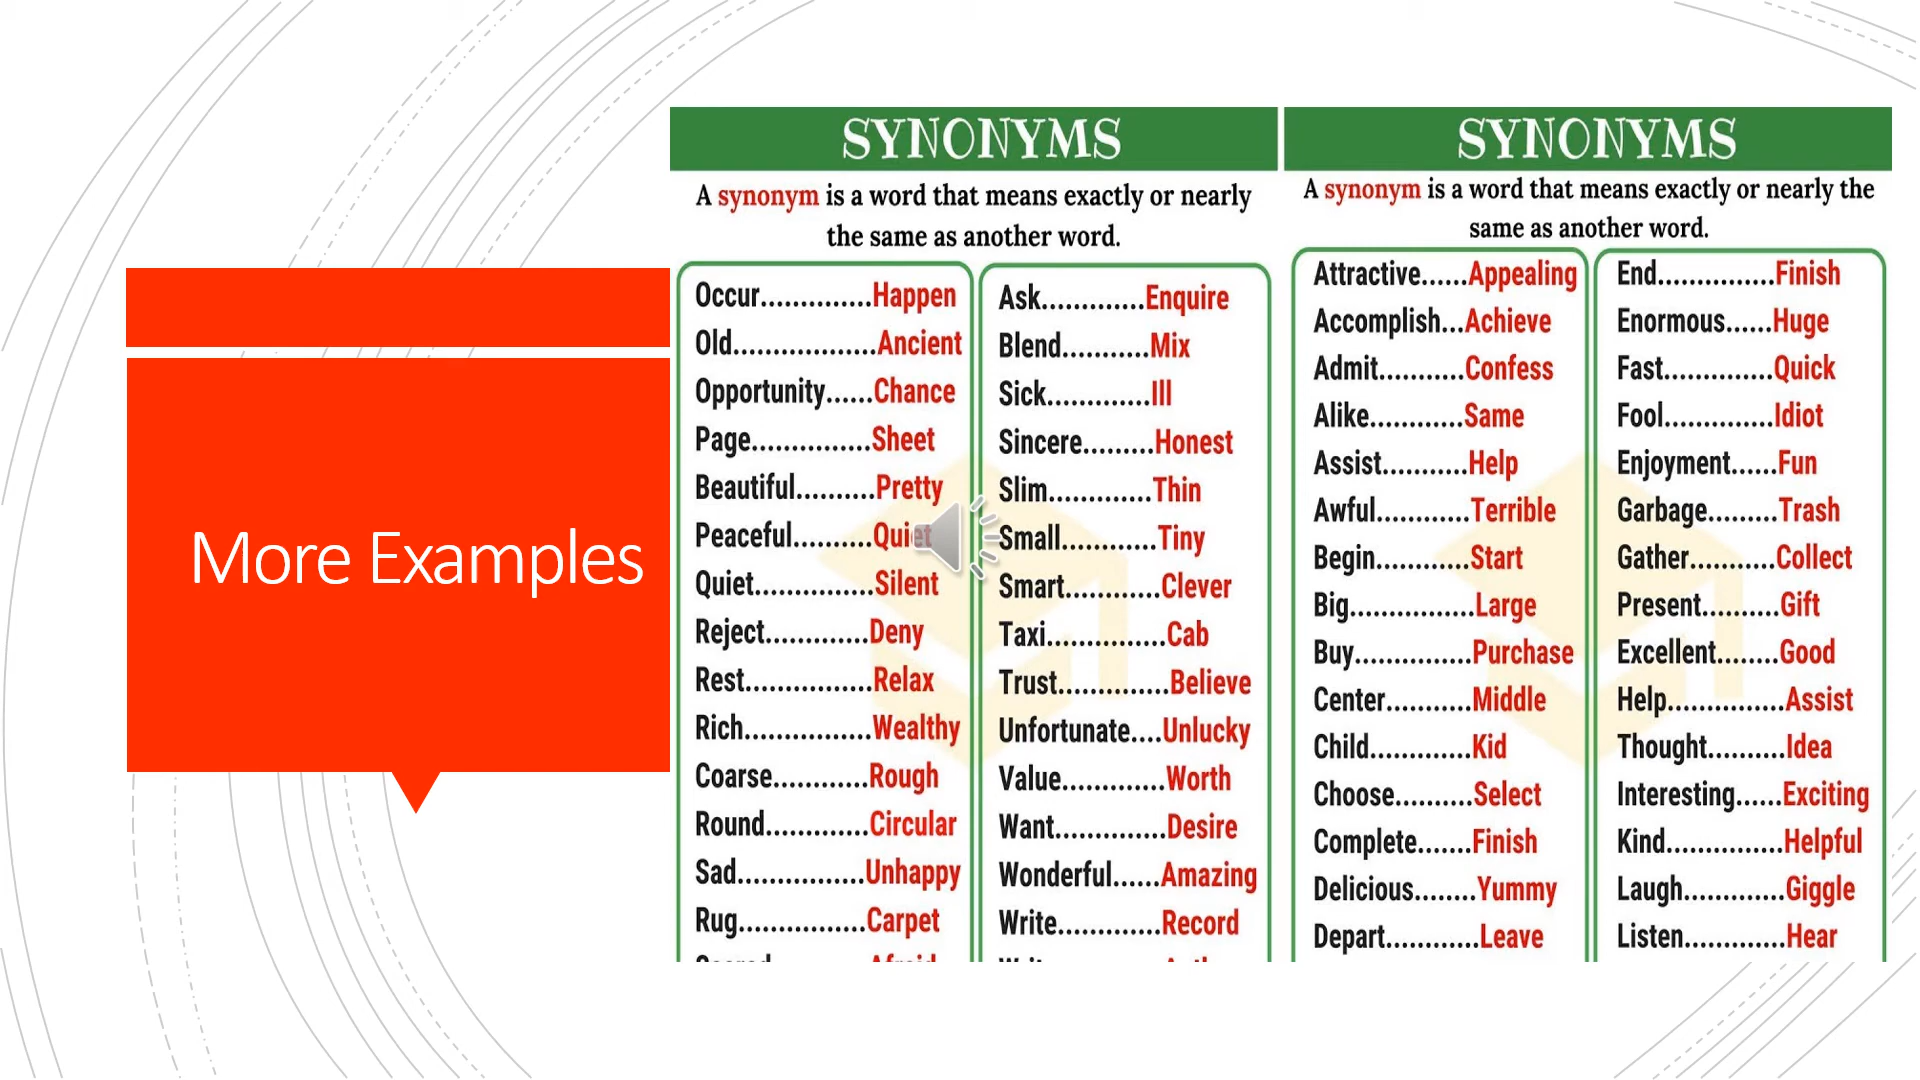 More Examples
SYNONYMS
A synonym is a word that means exactly or nearly
the same as another word.
Occur..............Happen
Old..................Ancient
Opportunity......Chance
Page...............Sheet
Beautiful..........Pretty
Peaceful..........Quiet
Quiet...............Silent
Reject.............Deny
Rest................Relax
Rich................Wealthy
Coarse............Rough
Round.............Circular
Sad................Unhappy
Rug................Carpet
Ask.............Enquire
Blend...........Mix
Sick.............Ill
Sincere.........Honest
Slim.............Thin
Small............Tiny
Smart............Clever
Taxi...............Cab
Trust..............Believe
Unfortunate....Unlucky
Value.............Worth
Want..............Desire
Wonderful......Amazing
Write.............Record
SYNONYMS
A synonym is a word that means exactly or nearly the
same as another word.
Attractive......Appealing
Accomplish...Achieve
Admit...........Confess
Alike............Same
Assist...........Help
Awful............Terrible
Begin............Start
Big................Large
Buy...............Purchase
Center...........Middle
Child.............Kid
Choose..........Select
Complete.......Finish
Delicious........Yummy
Depart............Leave
End...............Finish
Enormous......Huge
Fast..............Quick
Fool..............Idiot
Enjoyment......Fun
Garbage.........Trash
Gather...........Collect
Present..........Gift
Excellent........Good
Help...............Assist
Thought..........Idea
Interesting......Exciting
Kind...............Helpful
Laugh.............Giggle
Listen.............Hear